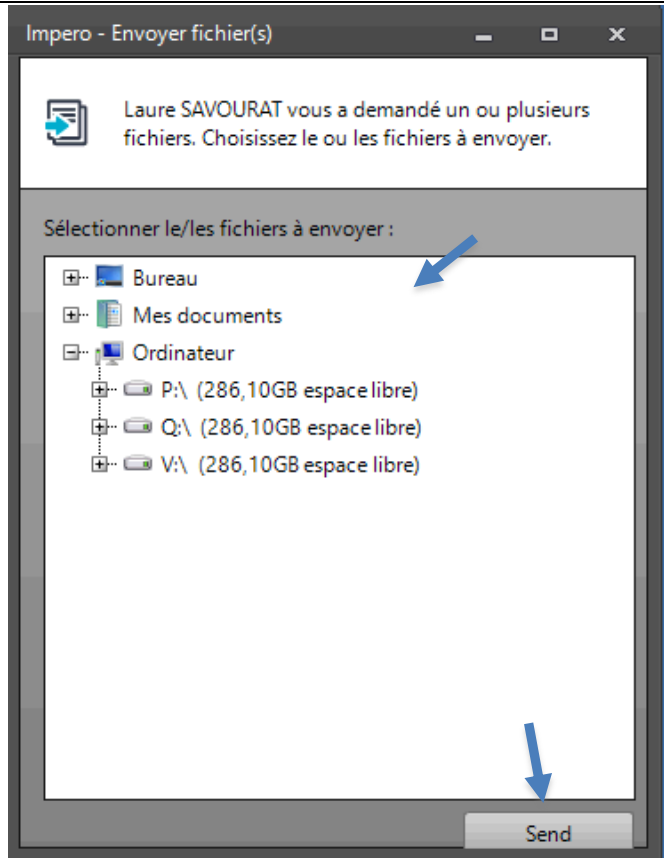 Impero - Envoyer fichier(s)
Laure SAVOURAT vous a demandé un ou plusieurs
fichiers. Choisissez le ou les fichiers à envoyer.
Sélectionner le/les fichiers à envoyer :
Bureau
Mes documents
Ordinateur
P:\ (286,10GB espace libre)
Q:\ (286,10GB espace libre)
V:\ (286,10GB espace libre)
Send